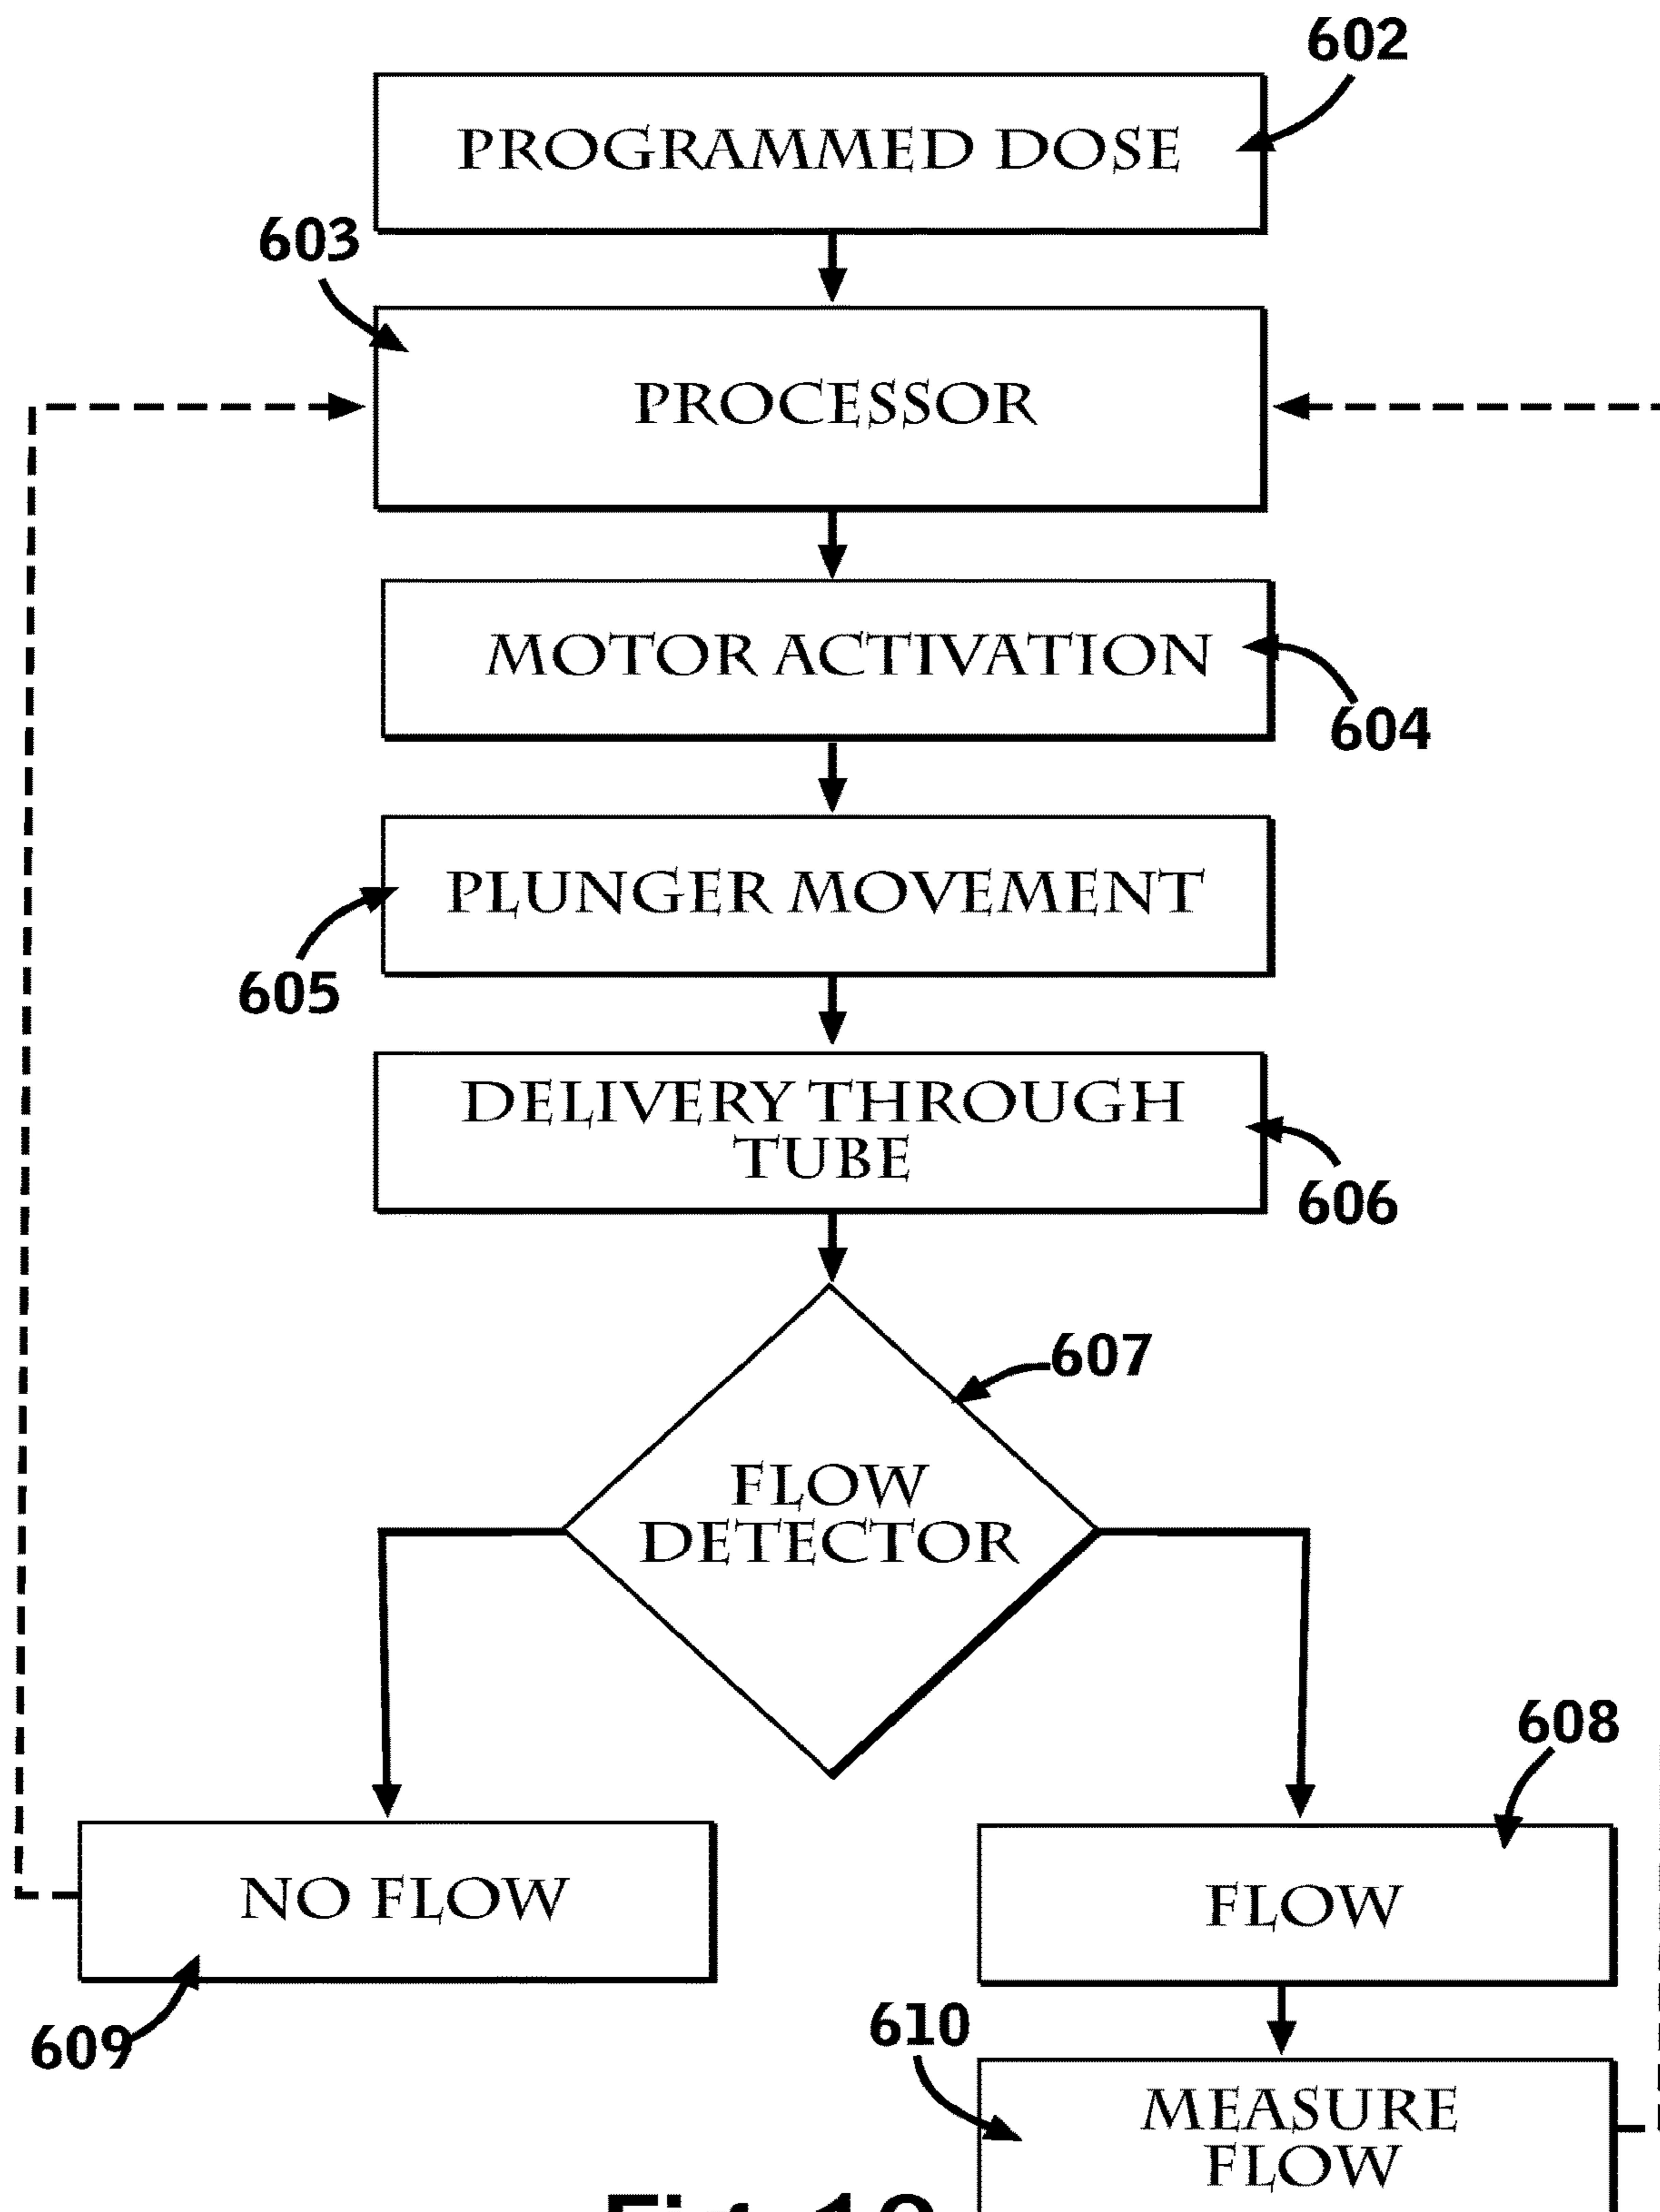 602
PROGRAMMED DOSE
603
PROCESSOR
MOTOR ACTIVATION
604
PLUNGER MOVEMENT
605
DELIVERY THROUGH
TUBE
606
607
FLOW
DETECTOR
608
NO FLOW
FLOW
609
610
MEASURE
FLOW